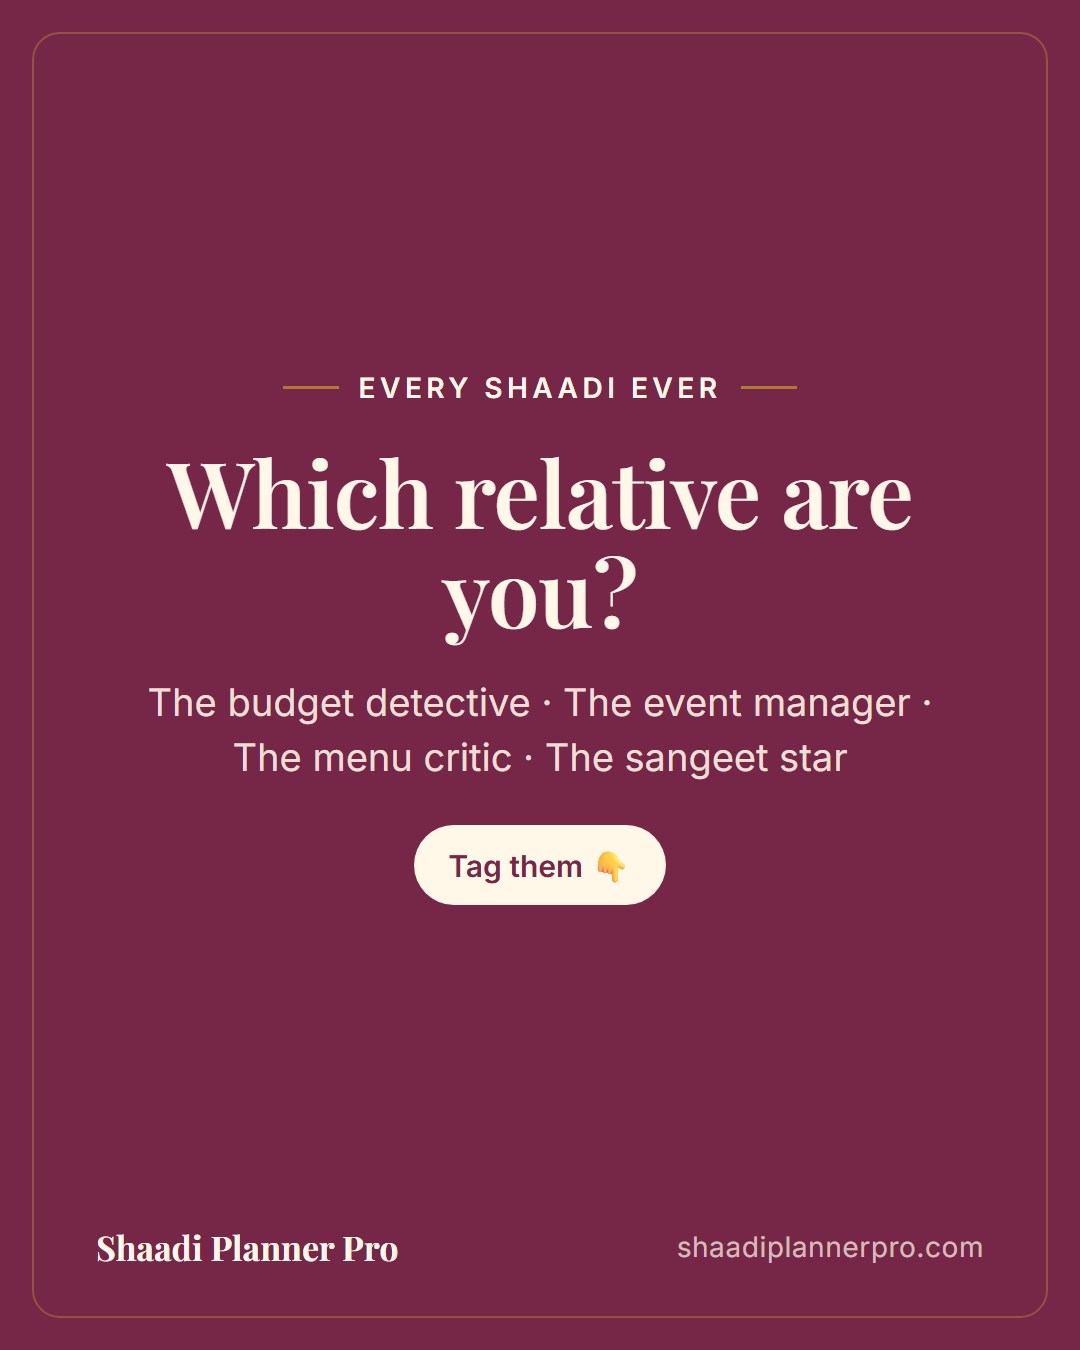 EVERY SHAADI EVER
Which relative are
you?
The budget detective · The event manager ·
The menu critic · The sangeet star
Tag them 👇
Shaadi Planner Pro
shaadiplannerpro.com